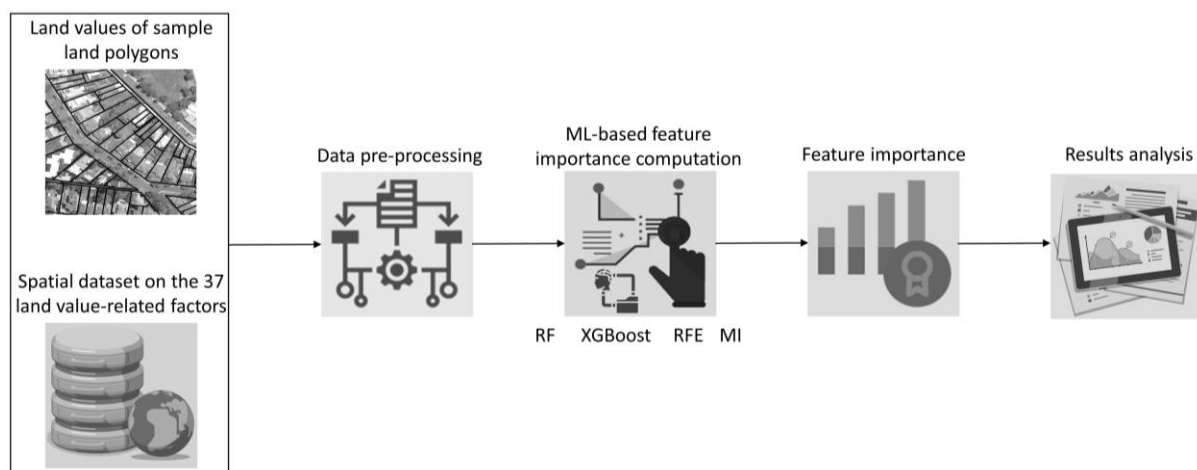 Land values of sample
land polygons
Spatial dataset on the 37
land value-related factors
Data pre-processing
ML-based feature
importance computation
RF XGBoost RFE MI
Feature importance
Results analysis